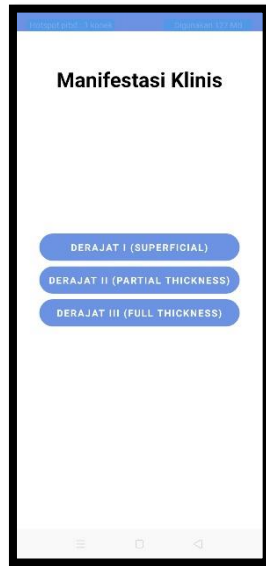 Manifestasi Klinis
DERAJAT I (SUPERFICIAL)
DERAJAT II (PARTIAL THICKNESS)
DERAJAT III (FULL THICKNESS)